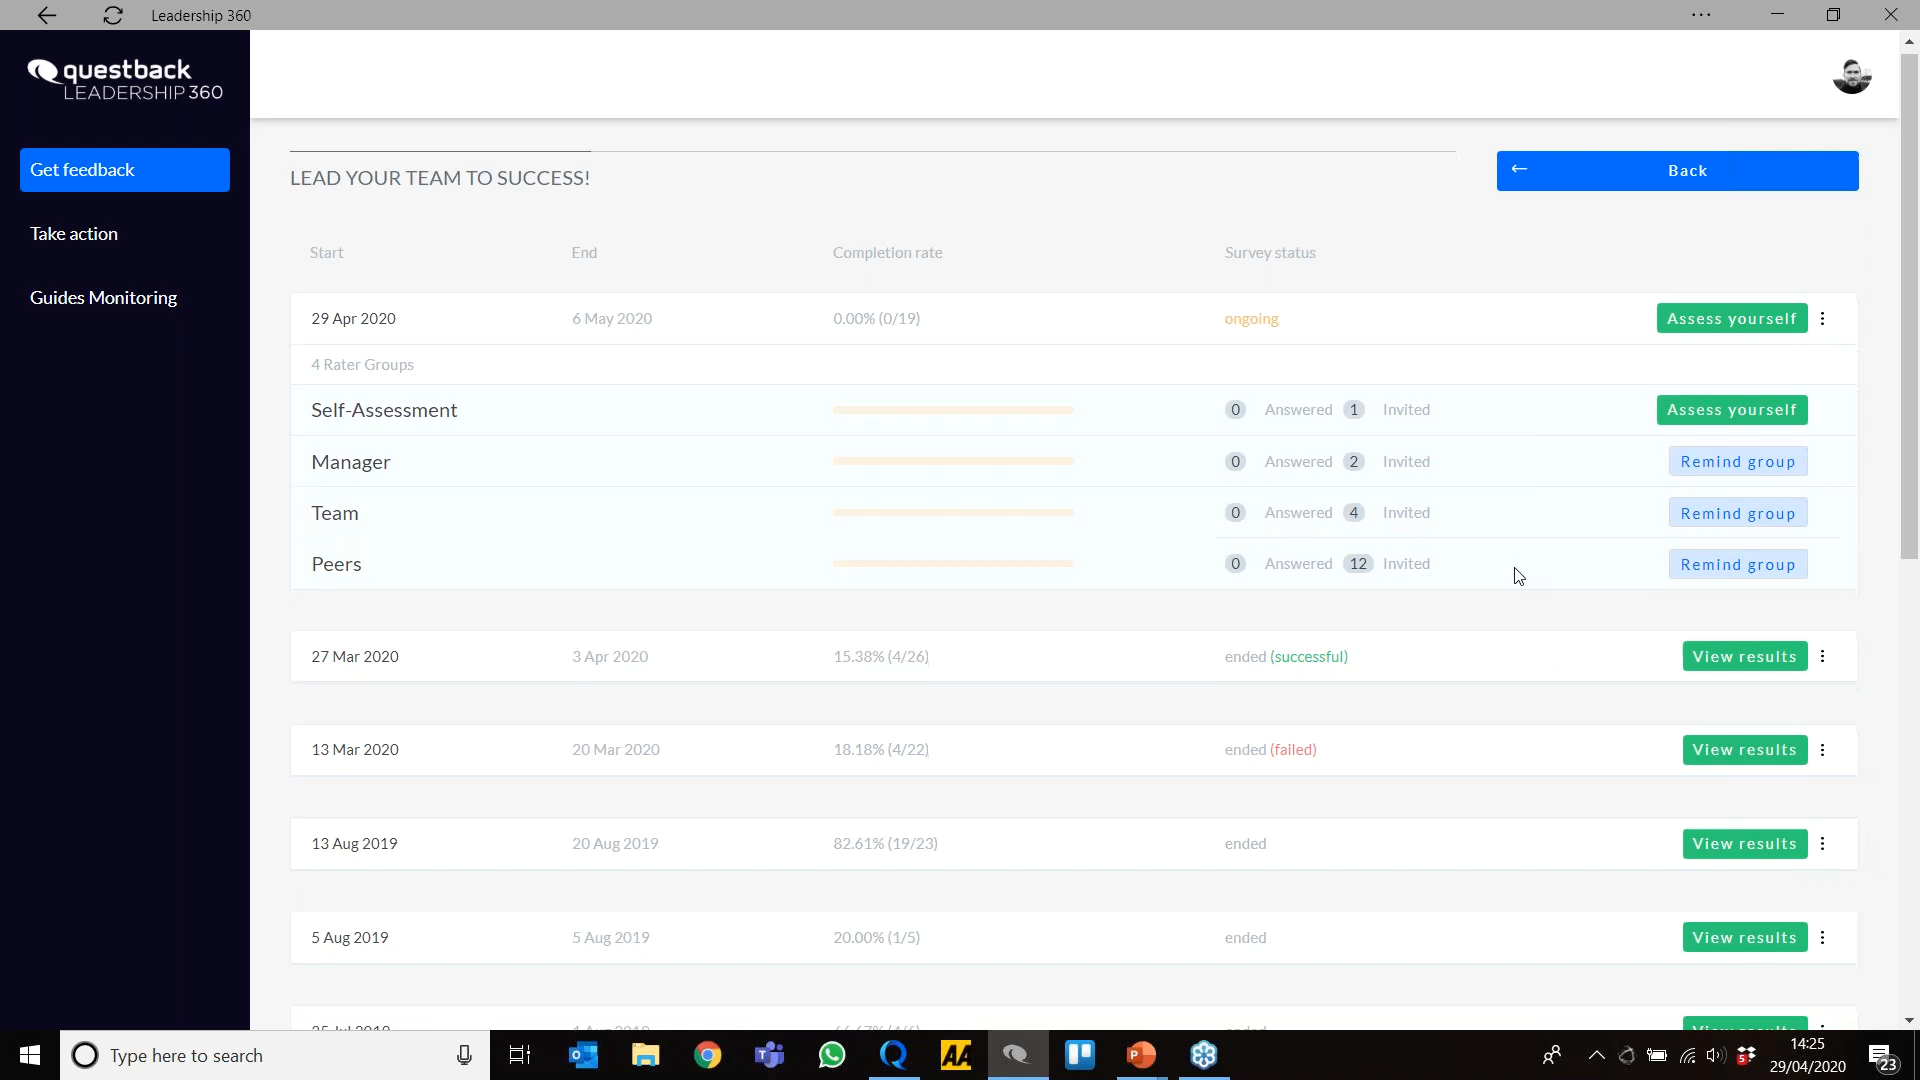 Leadership 360
questback
LEADERSHIP 360
Get feedback
Take action
Guides Monitoring
LEAD YOUR TEAM TO SUCCESS!
← Back
Start End Completion rate Survey status
29 Apr 2020 6 May 2020 0.00% (0/19) ongoing Assess yourself
4 Rater Groups
Self-Assessment 0 Answered 1 Invited Assess yourself
Manager 0 Answered 2 Invited Remind group
Team 0 Answered 4 Invited Remind group
Peers 0 Answered 12 Invited Remind group
27 Mar 2020 3 Apr 2020 15.38% (4/26) ended (successful) View results
13 Mar 2020 20 Mar 2020 18.18% (4/22) ended (failed) View results
13 Aug 2019 20 Aug 2019 82.61% (19/23) ended View results
5 Aug 2019 5 Aug 2019 20.00% (1/5) ended View results
Type here to search
14:25
29/04/2020
23